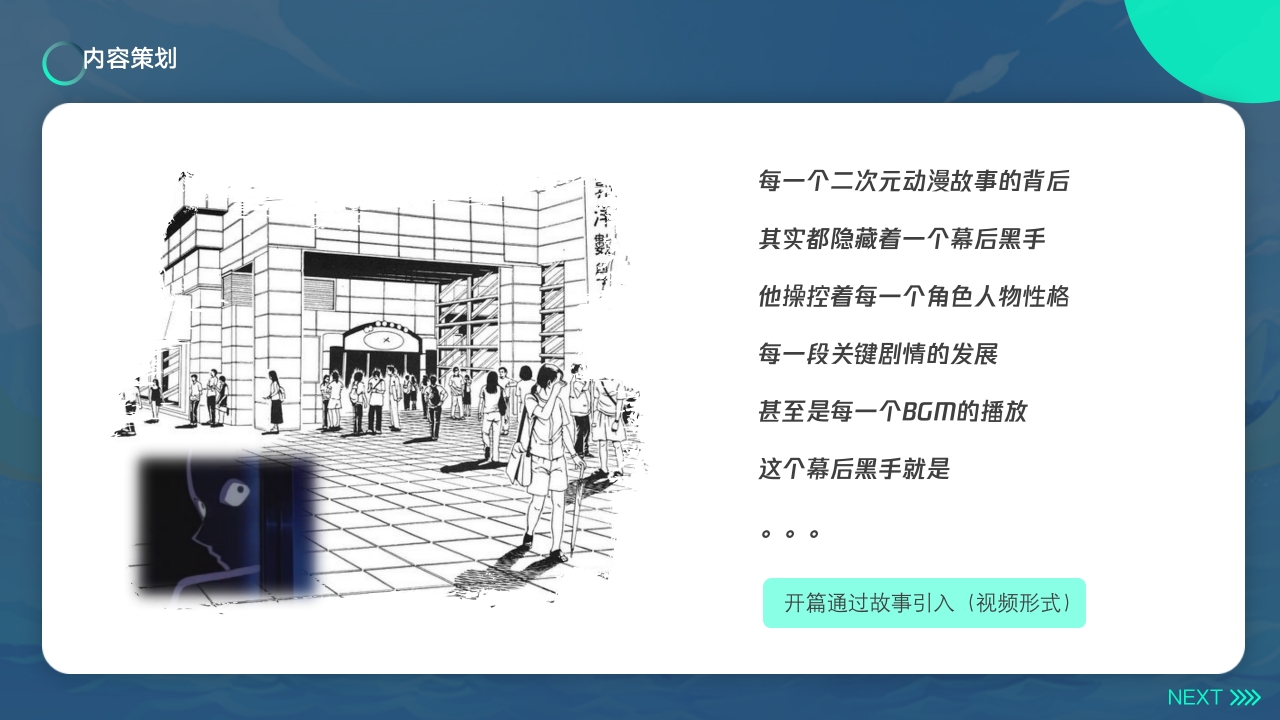 内容策划
每一个二次元动漫故事的背后
其实都隐藏着一个幕后黑手
他操控着每一个角色人物性格
每一段关键剧情的发展
甚至是每一个BGM的播放
这个幕后黑手就是
。。。
开篇通过故事引入（视频形式）
NEXT